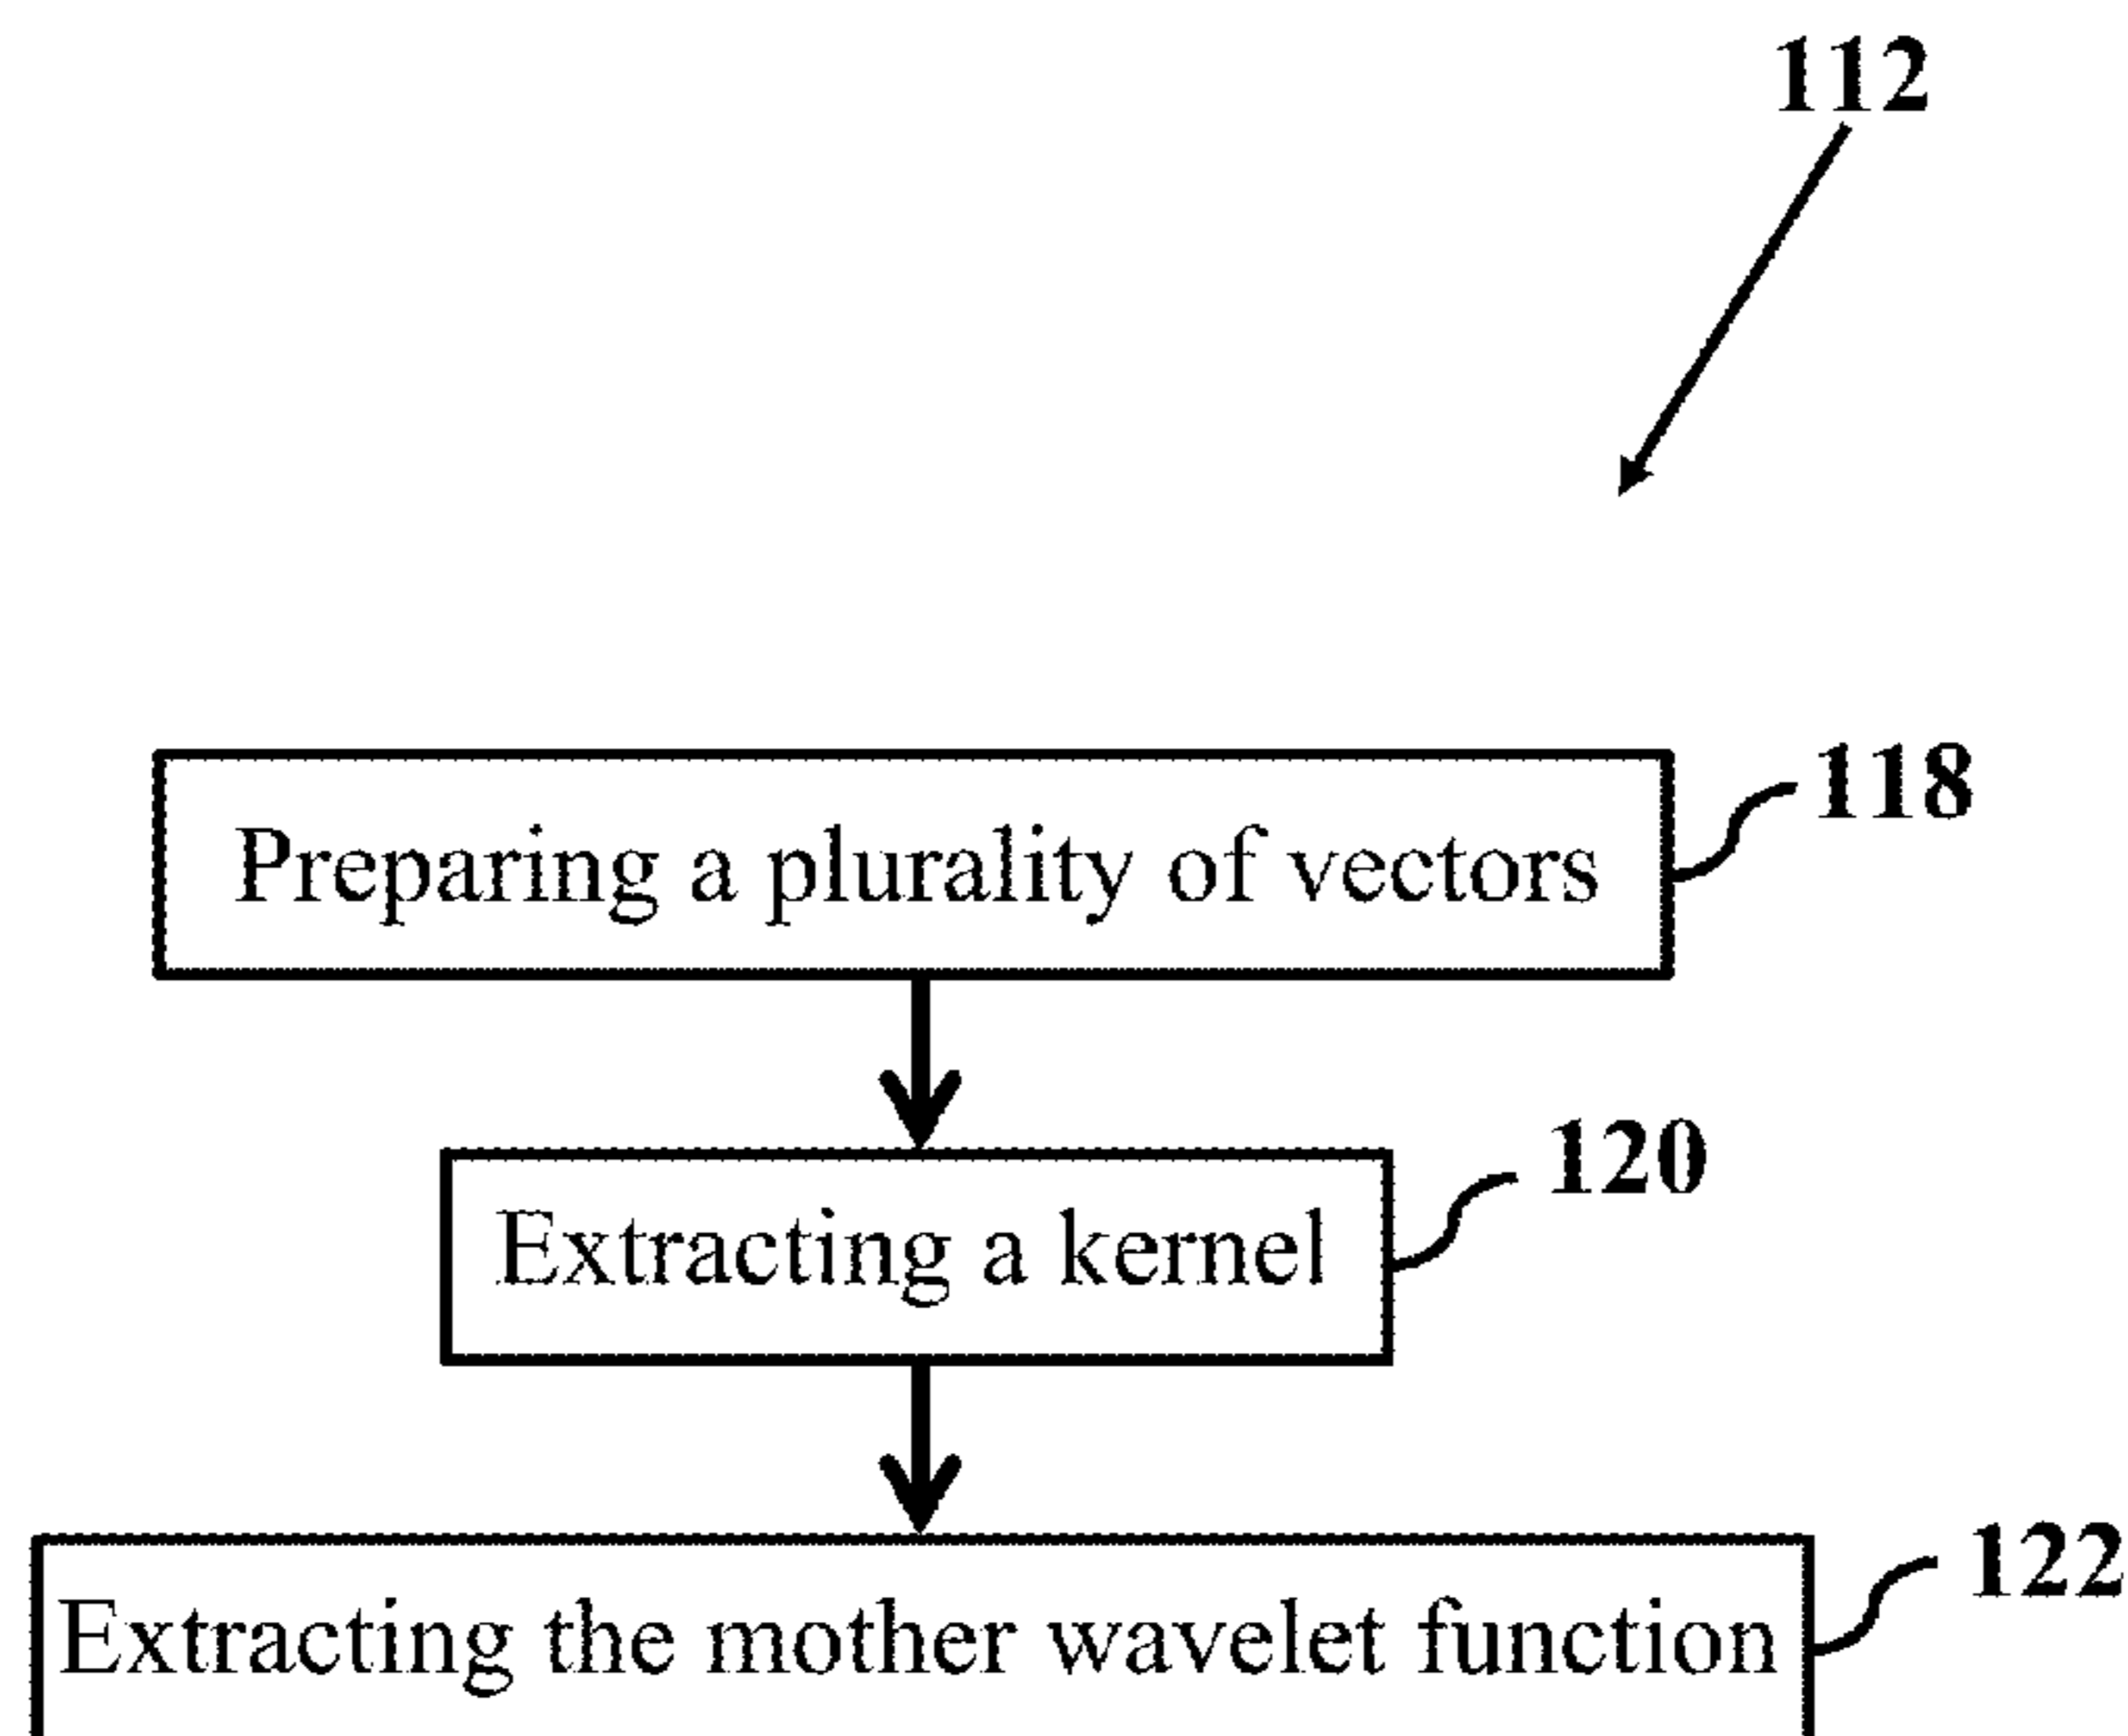 112
Preparing a plurality of vectors
118
Extracting a kernel
120
Extracting the mother wavelet function
122